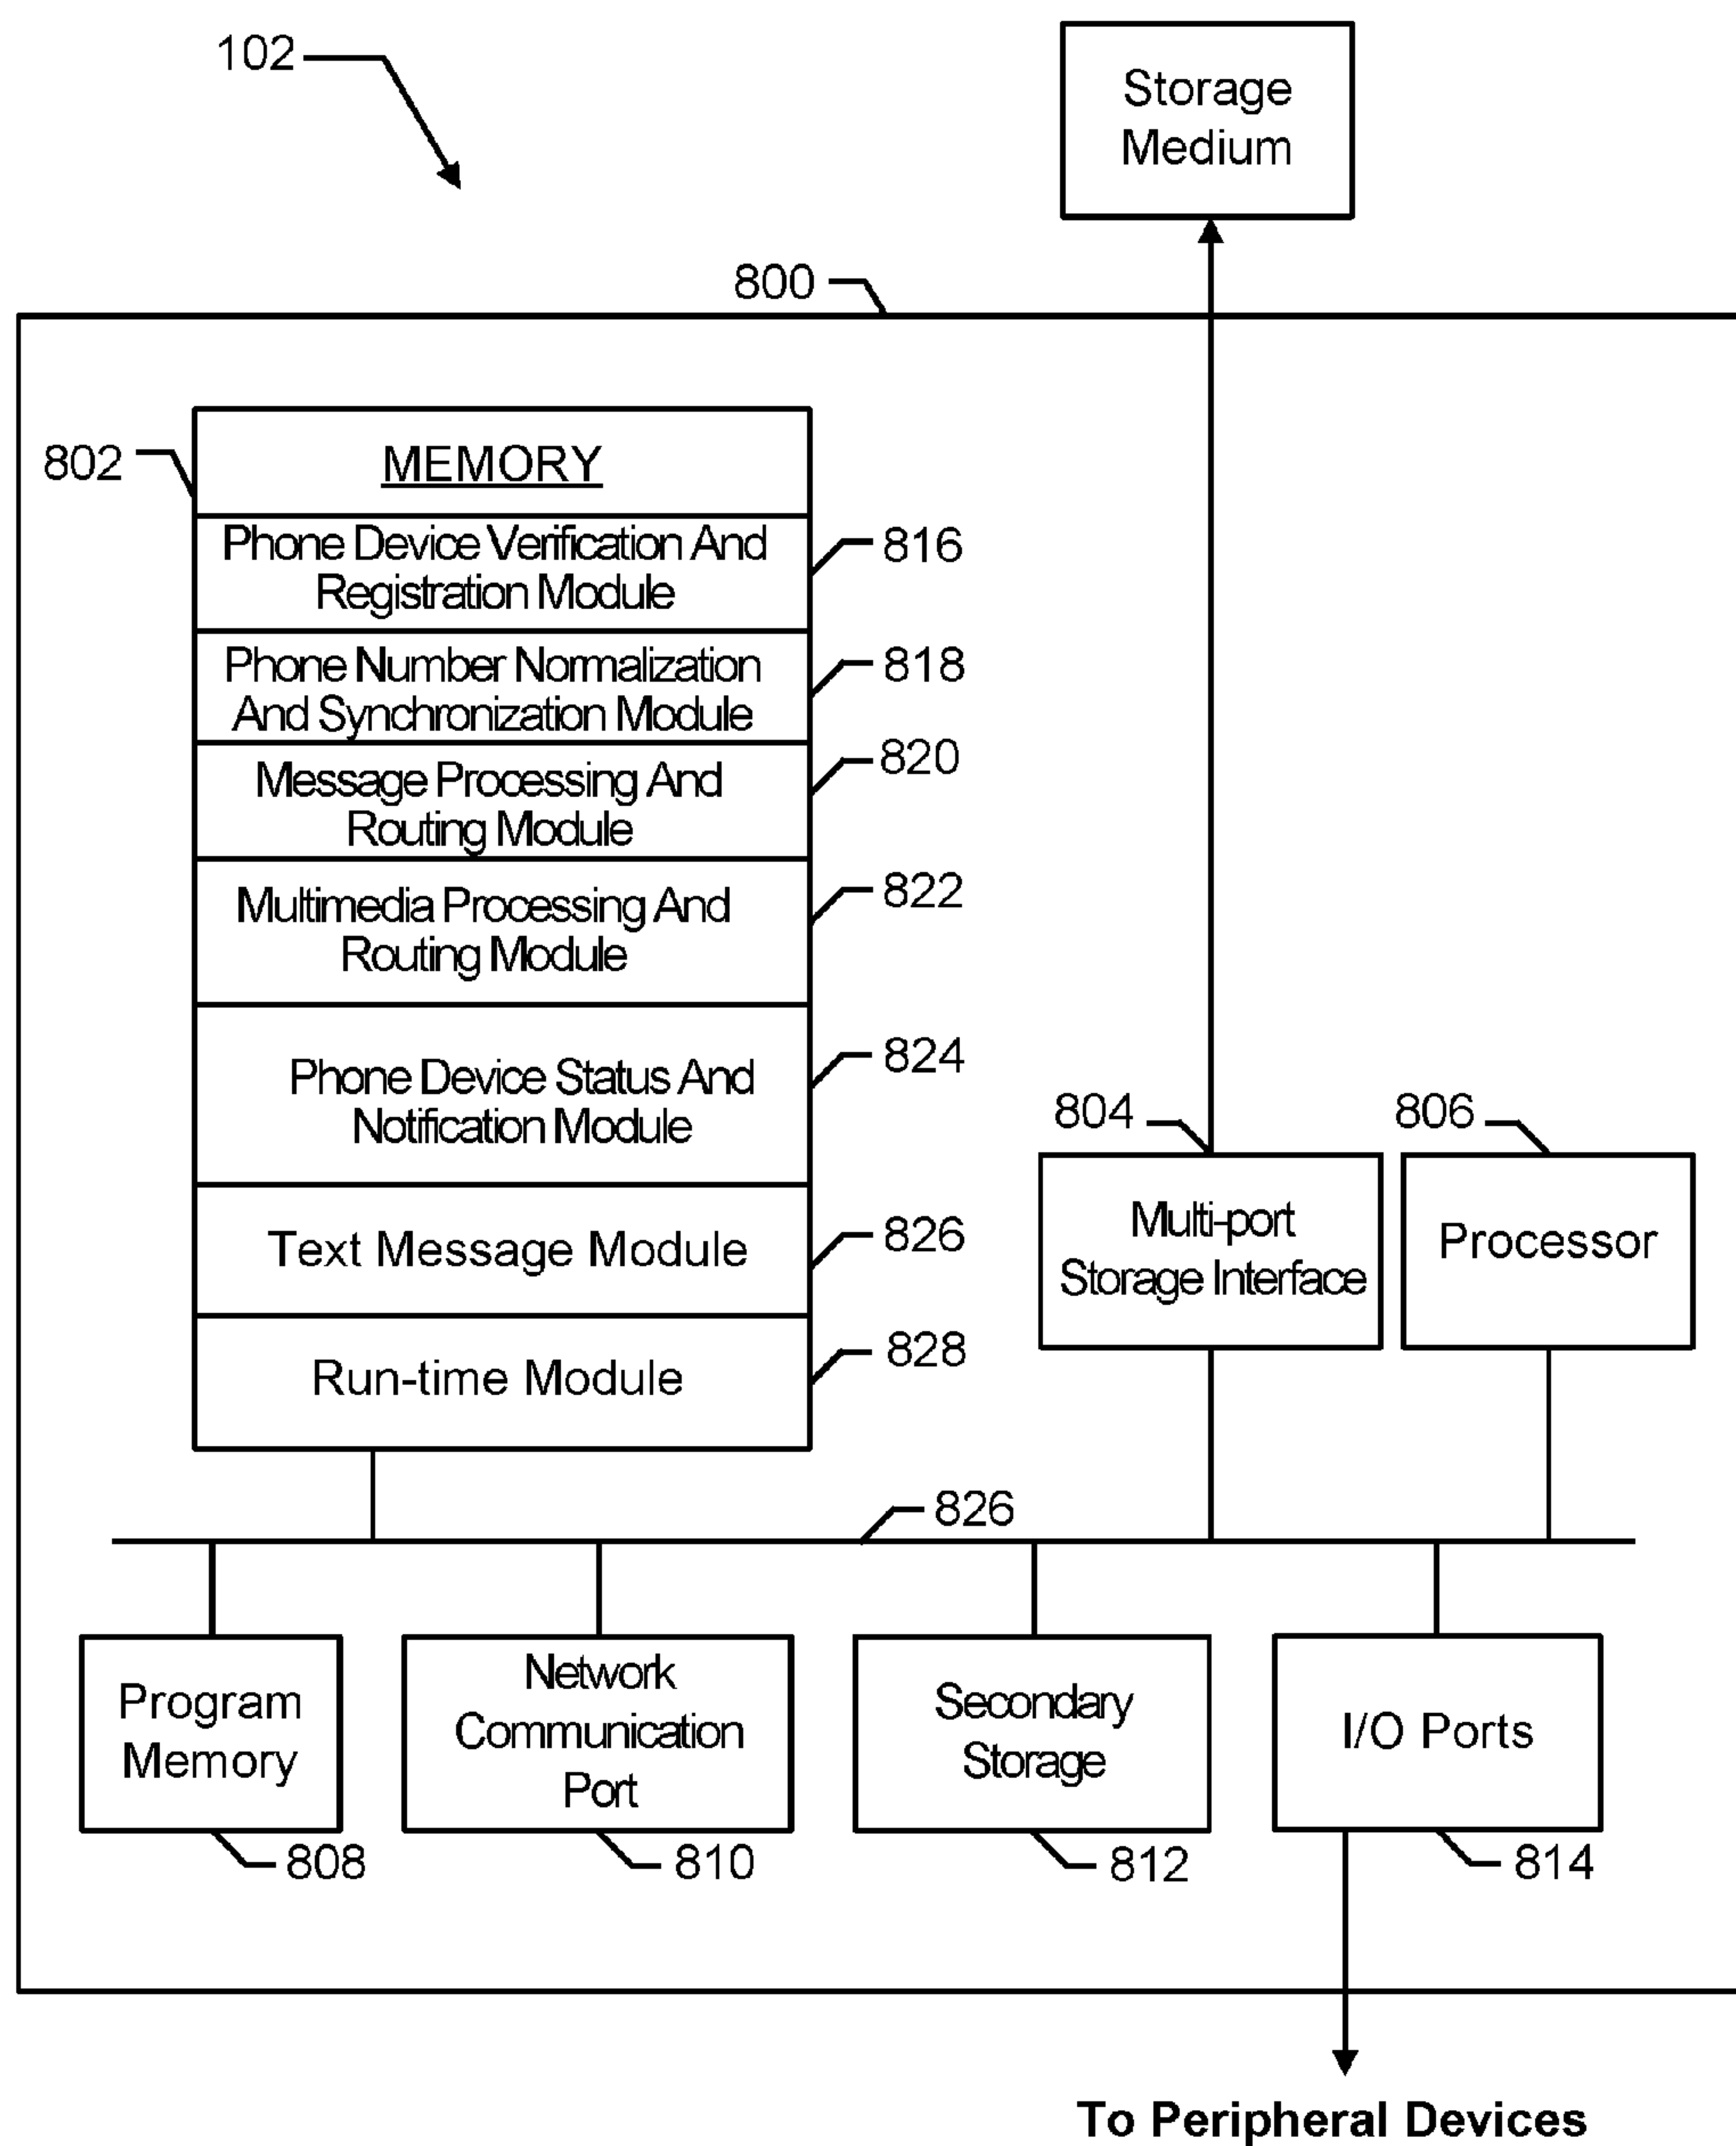 102
Storage
Medium
800
802
MEMORY
Phone Device Verification And
Registration Module
816
Phone Number Normalization
And Synchronization Module
818
Message Processing And
Routing Module
820
Multimedia Processing And
Routing Module
822
Phone Device Status And
Notification Module
824
Text Message Module
826
Run-time Module
828
804
Multi-port
Storage Interface
806
Processor
826
Program
Memory
808
Network
Communication
Port
810
Secondary
Storage
812
I/O Ports
814
To Peripheral Devices